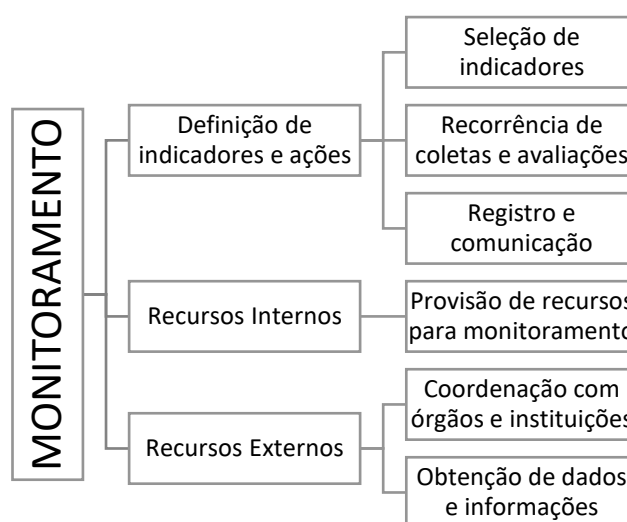 MONITORAMENTO
Definição de
indicadores e ações
Seleção de
indicadores
Recorrência de
coletas e avaliações
Registro e
comunicação
Recursos Internos
Provisão de recursos
para monitoramento
Recursos Externos
Coordenação com
órgãos e instituições
Obtenção de dados
e informações